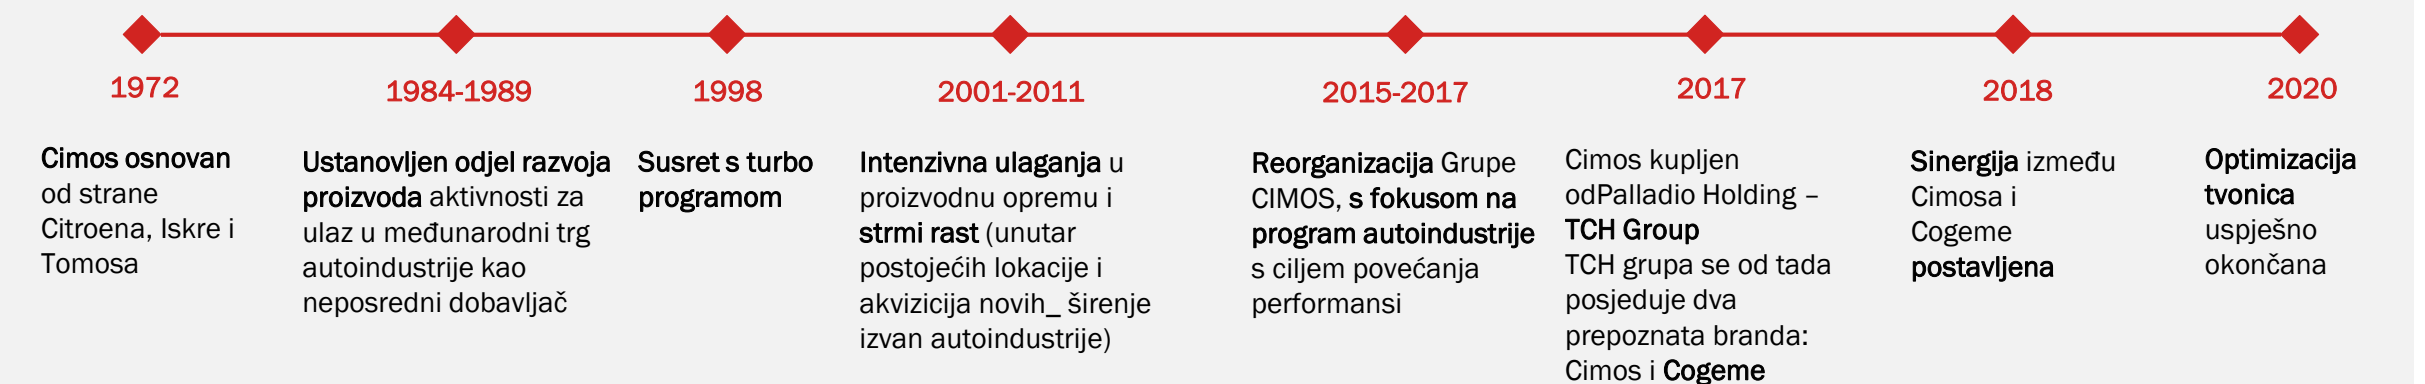 1972
Cimos osnovan
od strane
Citroena, Iskre i
Tomosa
1984-1989
Ustanovljen odjel razvoja
proizvoda aktivnosti za
ulaz u međunarodni trg
autoindustrije kao
neposredni dobavljač
1998
Susret s turbo
programom
2001-2011
Intenzivna ulaganja u
proizvodnu opremu i
strmi rast (unutar
postojećih lokacije i
akvizicija novih_ širenje
izvan autoindustrije)
2015-2017
Reorganizacija Grupe
CIMOS, s fokusom na
program autoindustrije
s ciljem povećanja
performansi
2017
Cimos kupljen
odPalladio Holding –
TCH Group
TCH grupa se od tada
posjeduje dva
prepoznata branda:
Cimos i Cogeme
2018
Sinergija između
Cimosa i
Cogeme
postavljena
2020
Optimizacija
tvonica
uspješno
okončana